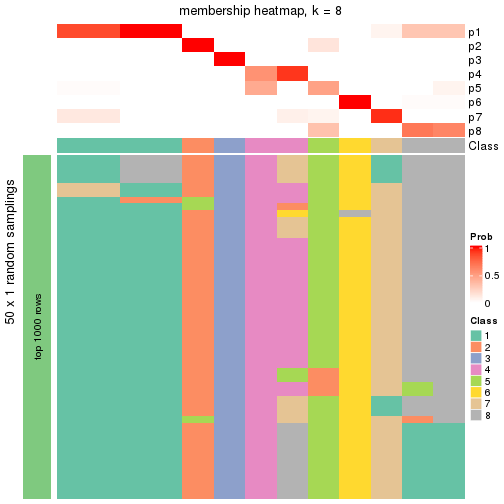 membership heatmap, k = 8
p1
p2
p3
p4
p5
p6
p7
p8
Class
50 x 1 random samplings
top 1000 rows
Prob
1
0.5
0
Class
1
2
3
4
5
6
7
8